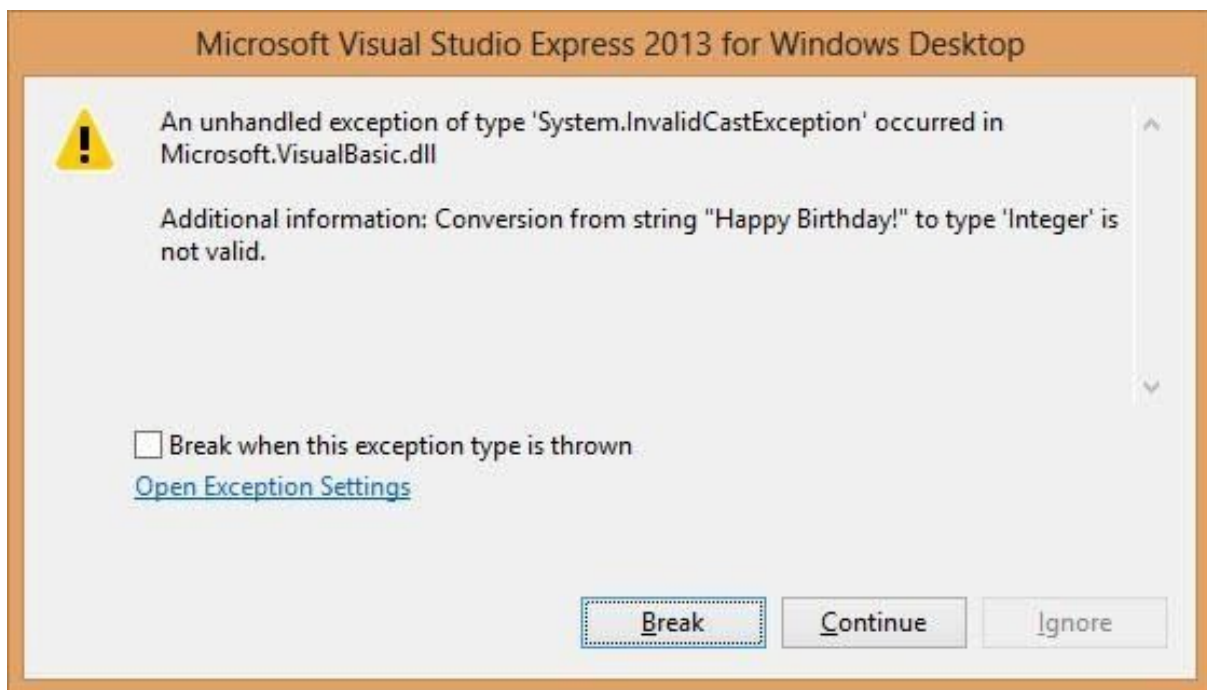 Microsoft Visual Studio Express 2013 for Windows Desktop
An unhandled exception of type 'System.InvalidCastException' occurred in
Microsoft.VisualBasic.dll
Additional information: Conversion from string "Happy Birthday!" to type 'Integer' is
not valid.
Break when this exception type is thrown
Open Exception Settings
Break
Continue
Ignore